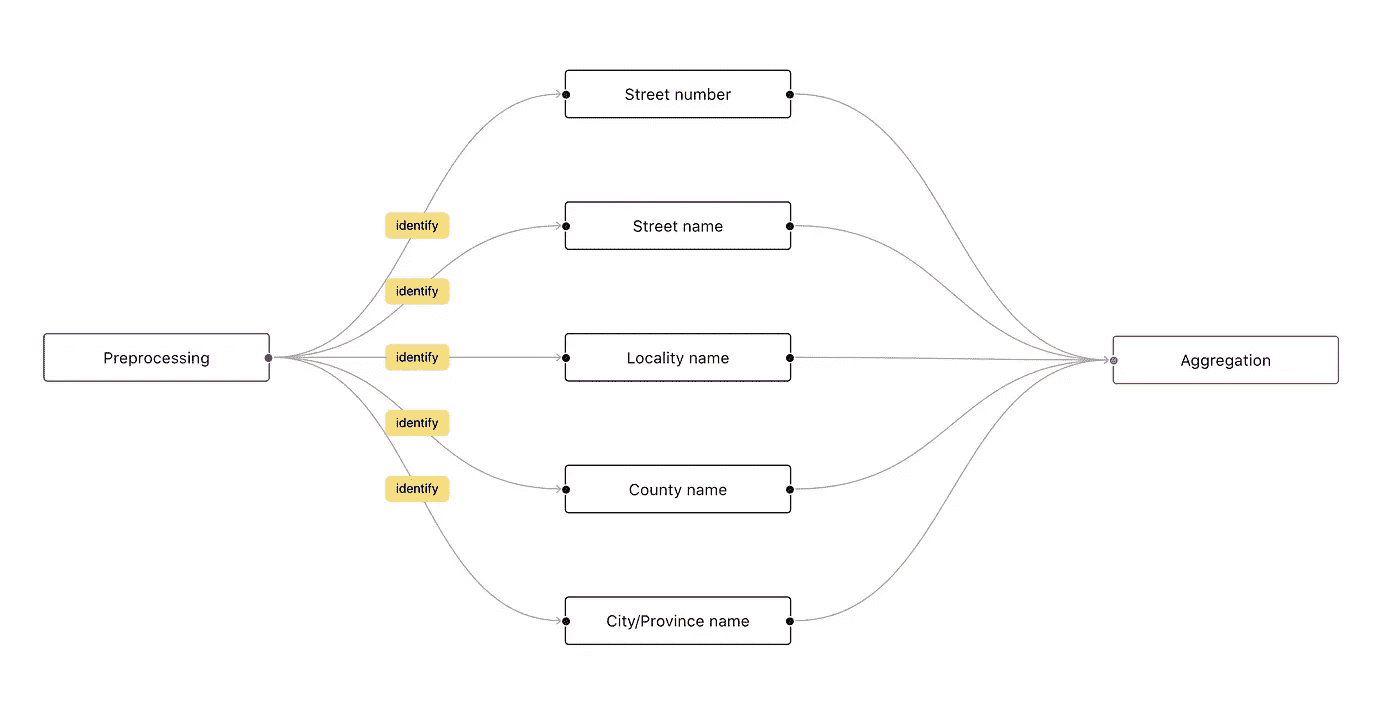 Street number
identify
Street name
identify
Preprocessing
identify
Locality name
Aggregation
identify
County name
identify
City/Province name